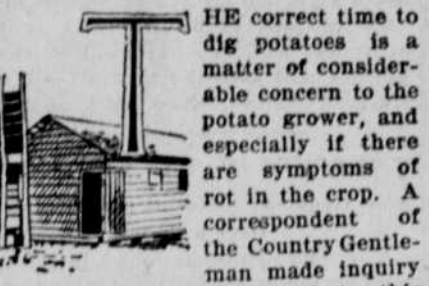 THE correct time to
dig potatoes is a
matter of consider-
able concern to the
potato grower, and
especially if there
are symptoms of
rot in the crop. A
correspondent of
the Country Gentle-
man made inquiry